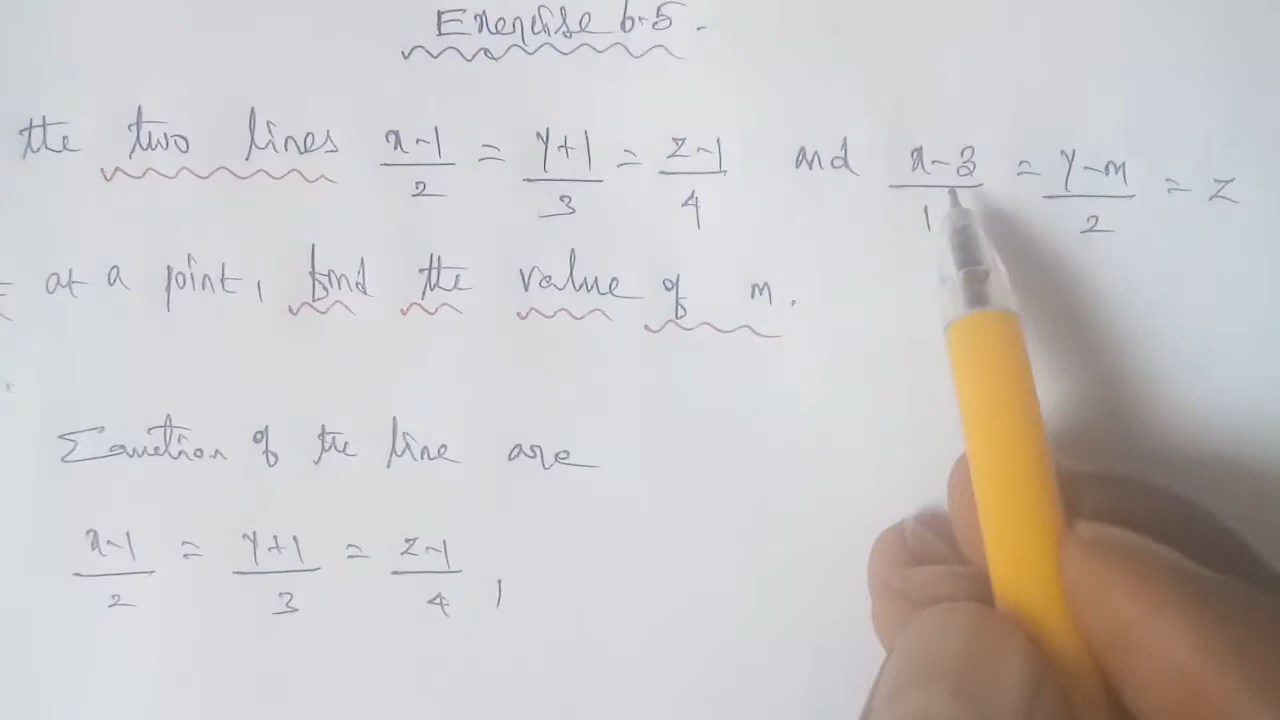 Exercise 6.5.
the two lines x-1/2 = y+1/3 = z-1/4 and x-3/1 = y-m/2 = z
at a point, find the value of m.
Equation of the line are
x-1/2 = y+1/3 = z-1/4 ,